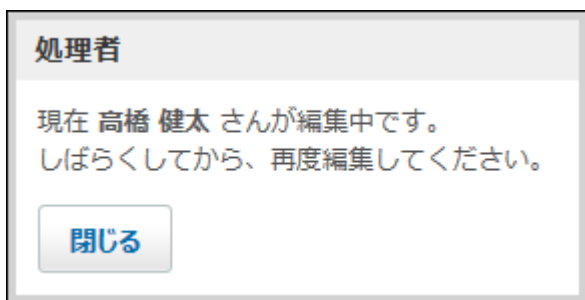 処理者
現在 高橋 健太 さんが編集中です。
しばらくしてから、再度編集してください。
閉じる